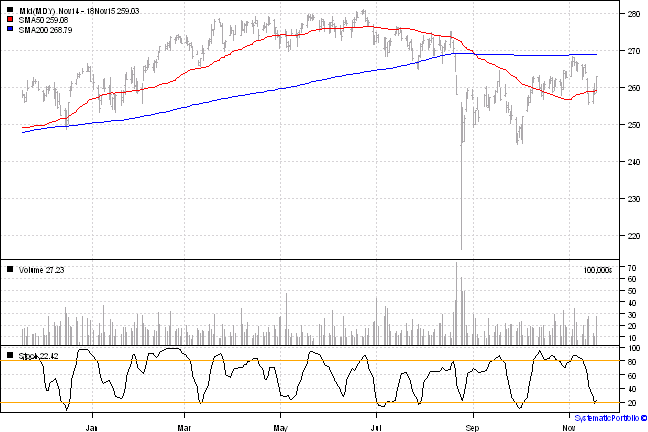 Mid(MDY), Nov14 - 18Nov15 259.03
SMA50 259.08
SMA200 268.79
280
270
260
250
240
230
220
Volume 27.23
100,000s
70
60
50
40
30
20
10
Stock 22.42
100
80
60
40
20
Jan Mar May Jul Sep Nov
SystematicPortfolio ©